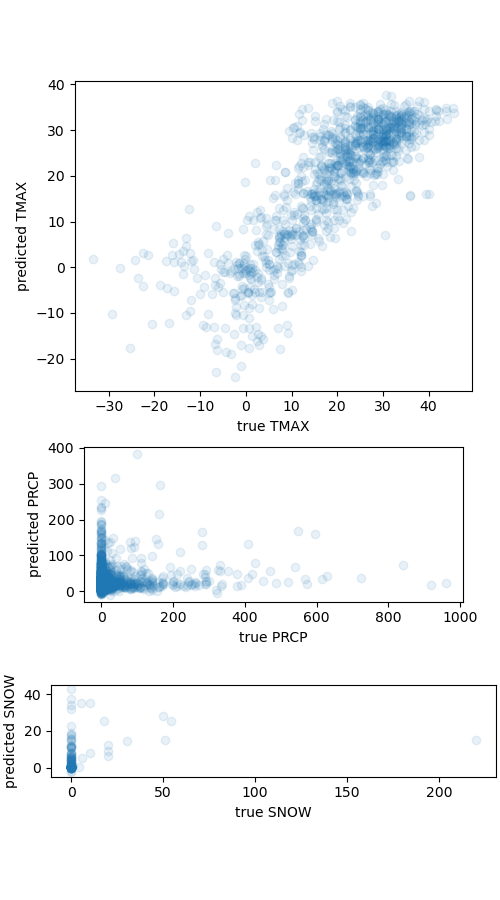 40
30
20
10
0
−10
−20
predicted TMAX
−30 −20 −10 0 10 20 30 40
true TMAX
400
300
200
100
0
predicted PRCP
0 200 400 600 800 1000
true PRCP
40
20
0
predicted SNOW
0 50 100 150 200
true SNOW